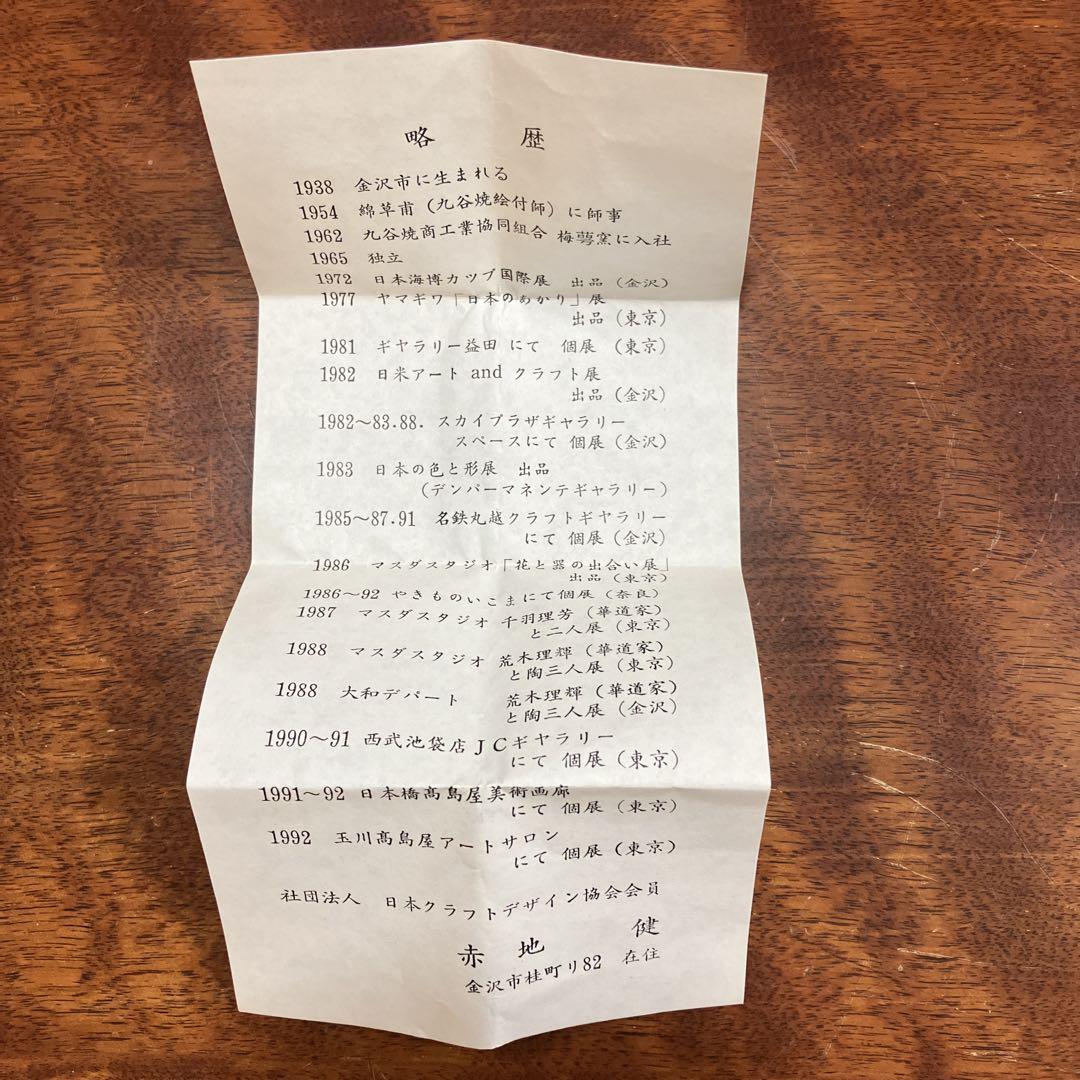 略 歴
1938 金沢市に生まれる
1954 綿草甫（九谷焼絵付師）に師事
1962 九谷焼商工業協同組合 梅蕚窯に入社
1965 独立
1972 日本海博カップ国際展 出品（金沢）
1977 ヤマギワ「日本のあかり」展
出品（東京）
1981 ギヤラリー益田 にて 個展（東京）
1982 日米アート and クラフト展
出品（金沢）
1982～83.88. スカイプラザギャラリー
スペースにて 個展（金沢）
1983 日本の色と形展 出品
（デンパーマネンテギャラリー）
1985～87.91 名鉄丸越クラフトギヤラリー
にて 個展（金沢）
1986 マスダスタジオ「花と器の出合い展」
出品（東京）
1986～92 やきものいこまにて個展（奈良）
1987 マスダスタジオ 千羽理芳（華道家）
と二人展（東京）
1988 マスダスタジオ 荒木理輝（華道家）
と陶三人展（東京）
1988 大和デパート 荒木理輝（華道家）
と陶三人展（金沢）
1990～91 西武池袋店JCギヤラリー
にて 個展（東京）
1991～92 日本橋髙島屋美術画廊
にて 個展（東京）
1992 玉川髙島屋アートサロン
にて 個展（東京）
社団法人 日本クラフトデザイン協会会員
赤地 健
金沢市桂町リ82 在住